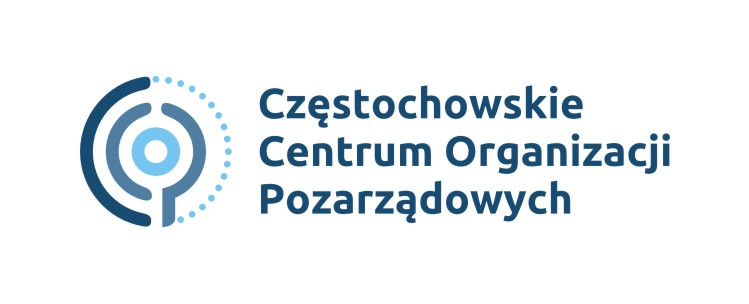 Częstochowskie
Centrum Organizacji
Pozarządowych